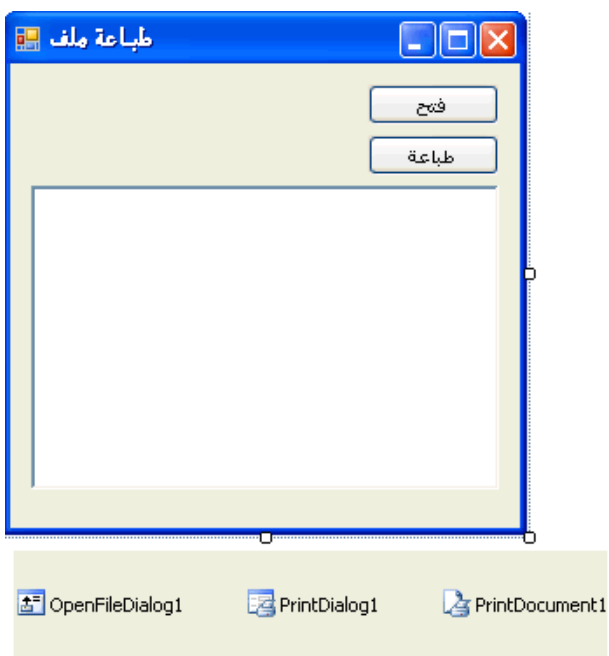 طباعة ملف
فتح
طباعة
OpenFileDialog1
PrintDialog1
PrintDocument1